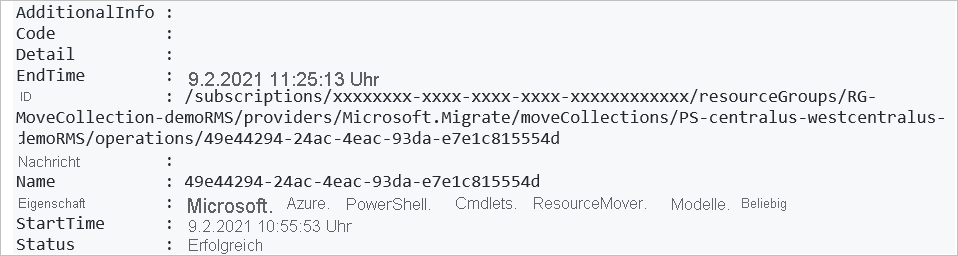 AdditionalInfo :
Code :
Detail :
EndTime : 9.2.2021 11:25:13 Uhr
ID : /subscriptions/xxxxxxxx-xxxx-xxxx-xxxx-xxxxxxxxxxxx/resourceGroups/RG-
MoveCollection-demoRMS/providers/Microsoft.Migrate/moveCollections/PS-centralus-westcentralus-
demoRMS/operations/49e44294-24ac-4eac-93da-e7e1c815554d
Nachricht :
Name : 49e44294-24ac-4eac-93da-e7e1c815554d
Eigenschaft : Microsoft. Azure. PowerShell. Cmdlets. ResourceMover. Modelle. Beliebig
StartTime : 9.2.2021 10:55:53 Uhr
Status : Erfolgreich